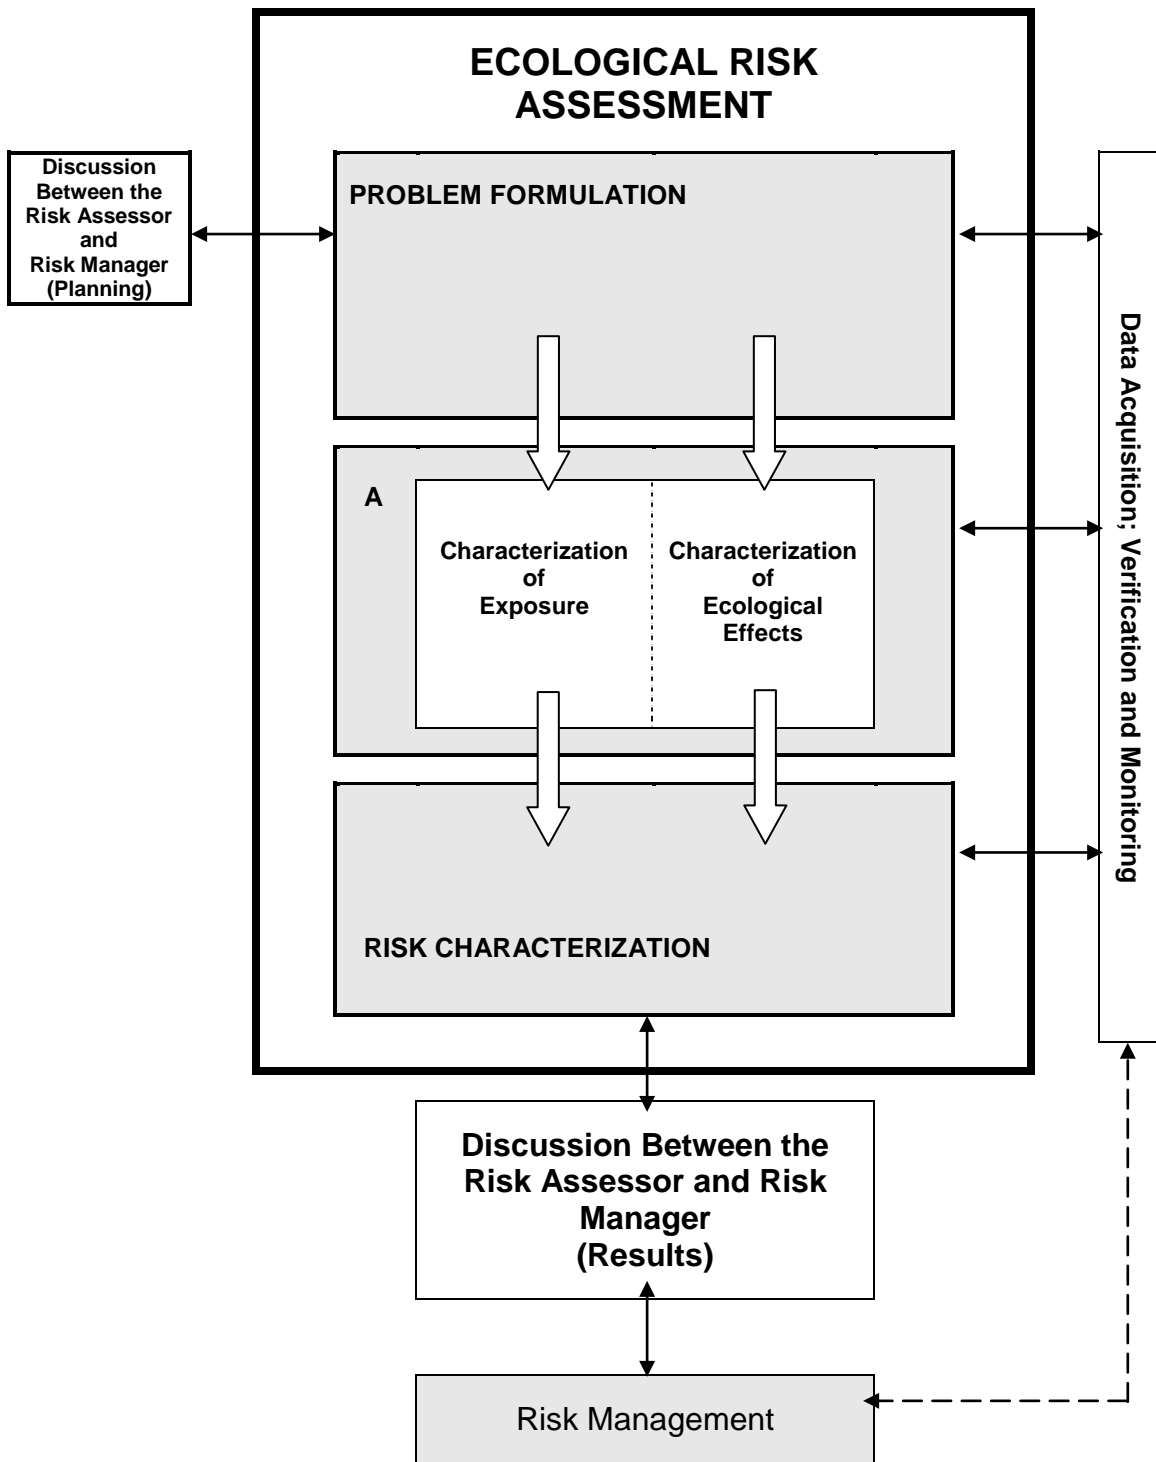 ECOLOGICAL RISK
ASSESSMENT
Discussion
Between the
Risk Assessor
and
Risk Manager
(Planning)
PROBLEM FORMULATION
A
Characterization
of
Exposure
Characterization
of
Ecological
Effects
Data Acquisition; Verification and Monitoring
RISK CHARACTERIZATION
Discussion Between the
Risk Assessor and Risk
Manager
(Results)
Risk Management